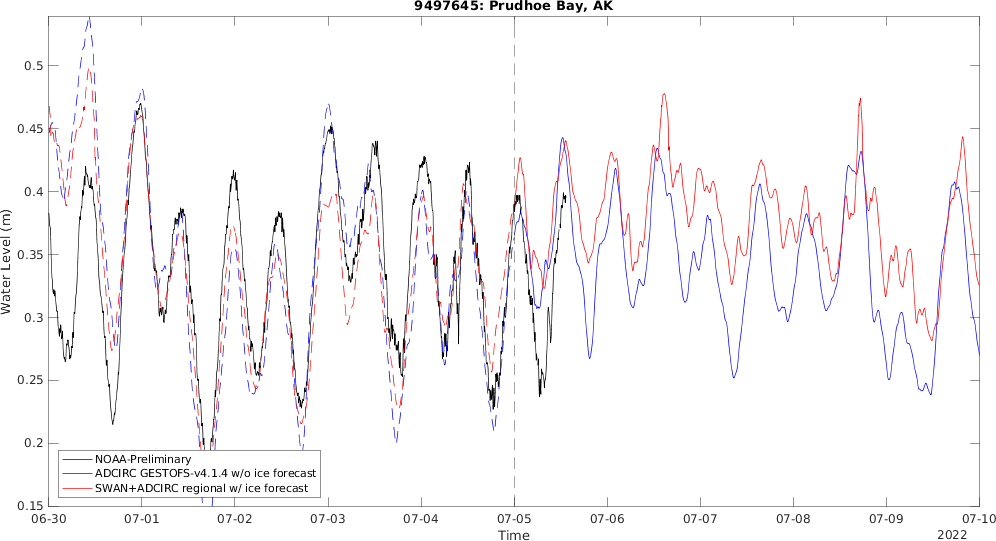 9497645: Prudhoe Bay, AK
Water Level (m)
0.5
0.45
0.4
0.35
0.3
0.25
0.2
0.15
NOAA-Preliminary
ADCIRC GESTOFS-v4.1.4 w/o ice forecast
SWAN+ADCIRC regional w/ ice forecast
06-30 07-01 07-02 07-03 07-04 07-05 07-06 07-07 07-08 07-09 07-10
Time
2022